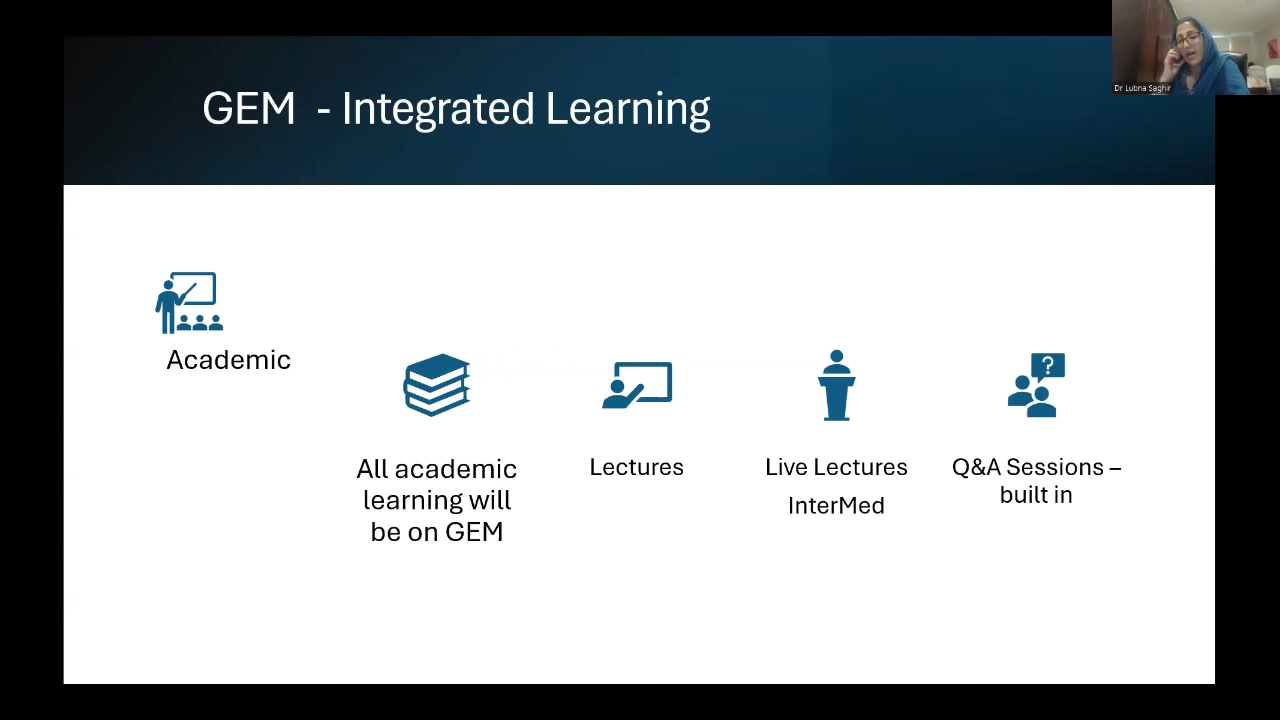 GEM - Integrated Learning
Dr Lubna Saghir
Academic
All academic
learning will
be on GEM
Lectures
Live Lectures
InterMed
?
Q&A Sessions –
built in